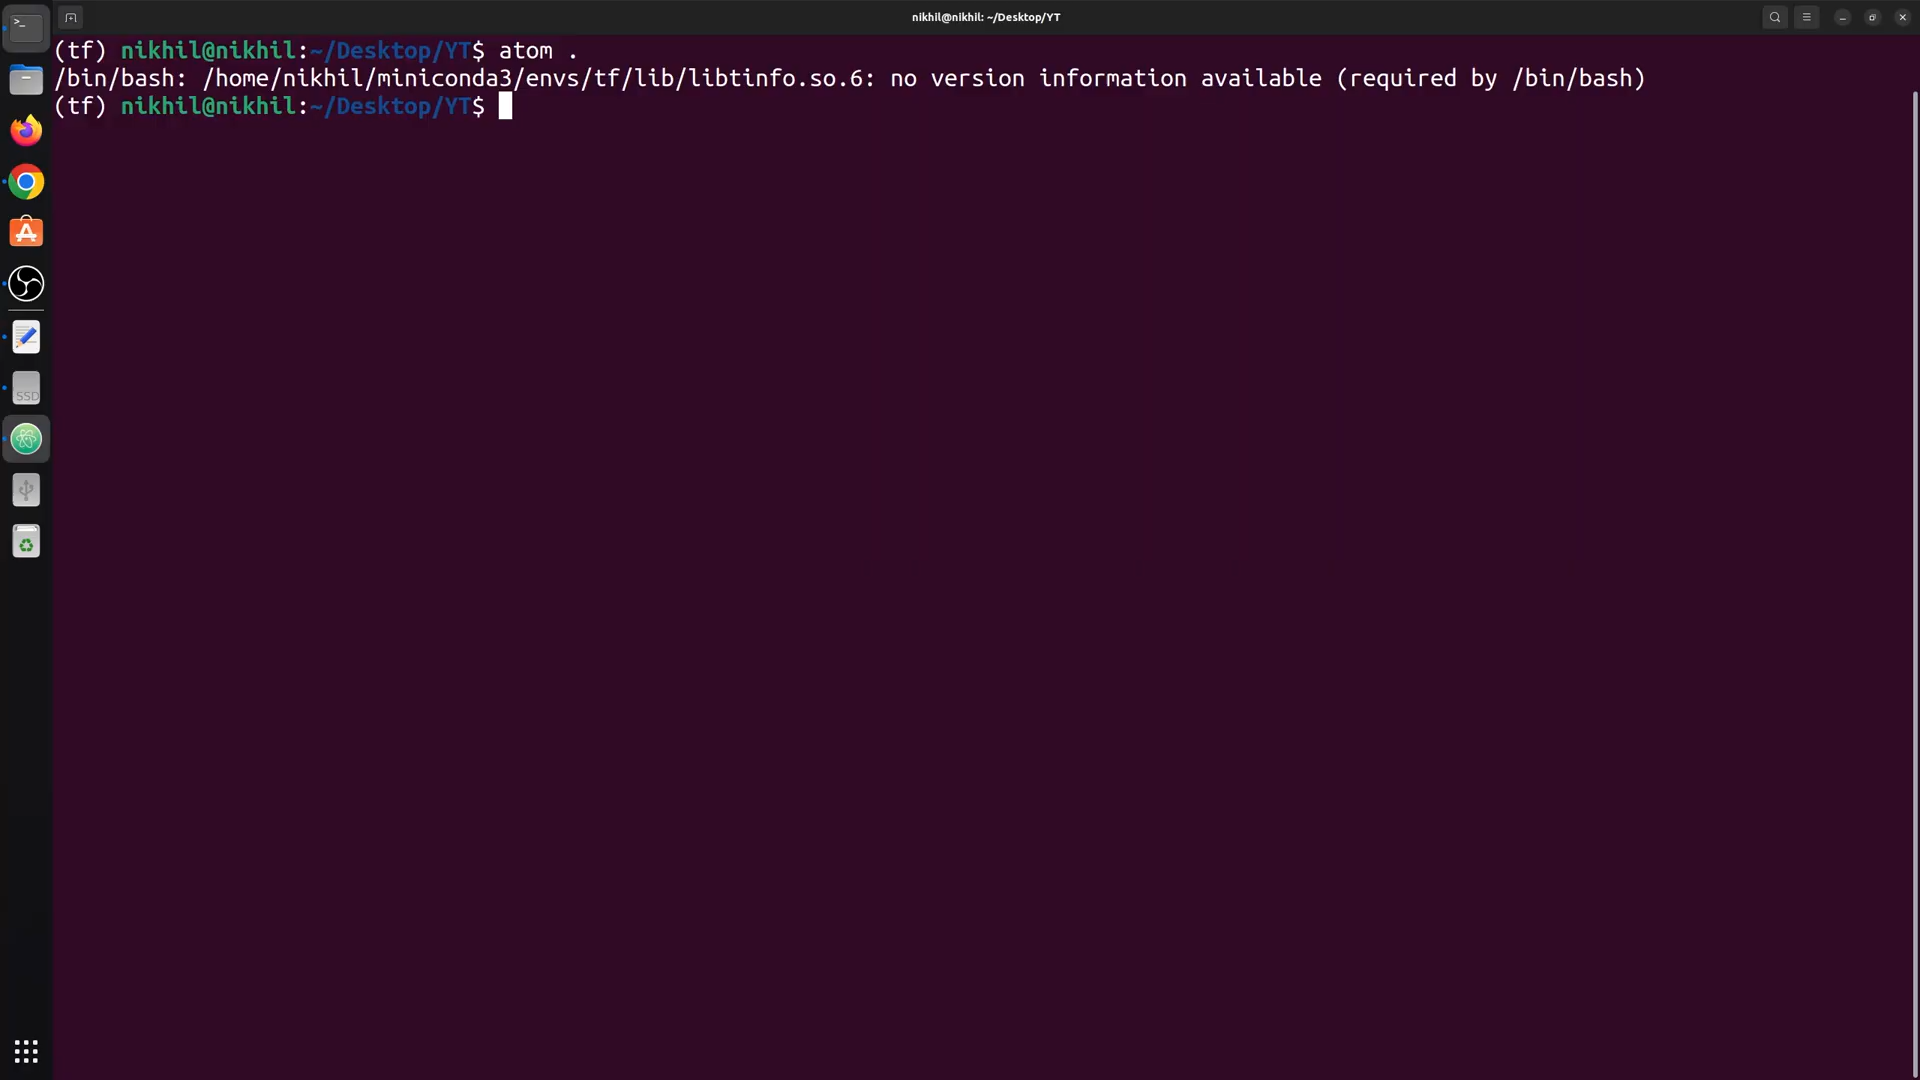 nikhil@nikhil: ~/Desktop/YT
(tf) nikhil@nikhil:~/Desktop/YT$ atom .
/bin/bash: /home/nikhil/miniconda3/envs/tf/lib/libtinfo.so.6: no version information available (required by /bin/bash)
(tf) nikhil@nikhil:~/Desktop/YT$
>_
SSD